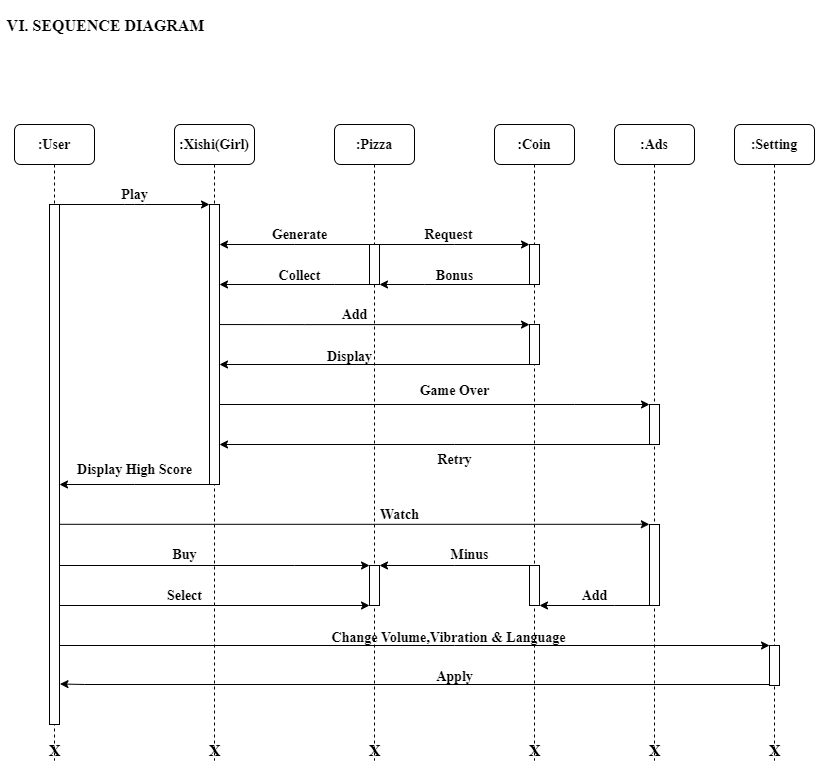 VI. SEQUENCE DIAGRAM
:User
:Xishi(Girl)
:Pizza
:Coin
:Ads
:Setting
Play
Generate
Request
Collect
Bonus
Add
Display
Game Over
Retry
Display High Score
Watch
Buy
Minus
Select
Add
Change Volume,Vibration & Language
Apply
X
X
X
X
X
X